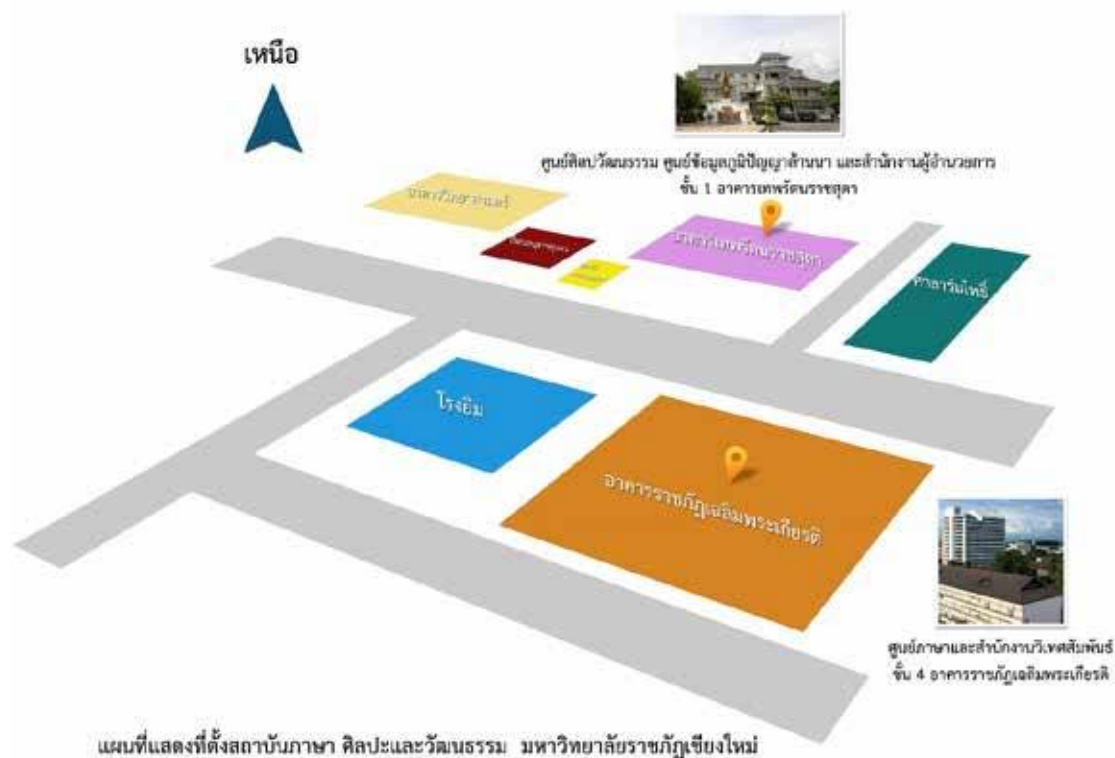 เหนือ
ศูนย์ศิลปวัฒนธรรม ศูนย์ข้อมูลภูมิปัญญาล้านนา และสำนักงานผู้อำนวยการ
ชั้น 1 อาคารเทพรัตนราชสุดา
อาคารเทพรัตนราชสุดา
ศาลาร่มโพธิ์
โรงยิม
อาคารราชภัฏเฉลิมพระเกียรติ
ศูนย์ภาษาและสำนักงานวิเทศสัมพันธ์
ชั้น 4 อาคารราชภัฏเฉลิมพระเกียรติ
แผนที่แสดงที่ตั้งสถาบันภาษา ศิลปะและวัฒนธรรม มหาวิทยาลัยราชภัฏเชียงใหม่